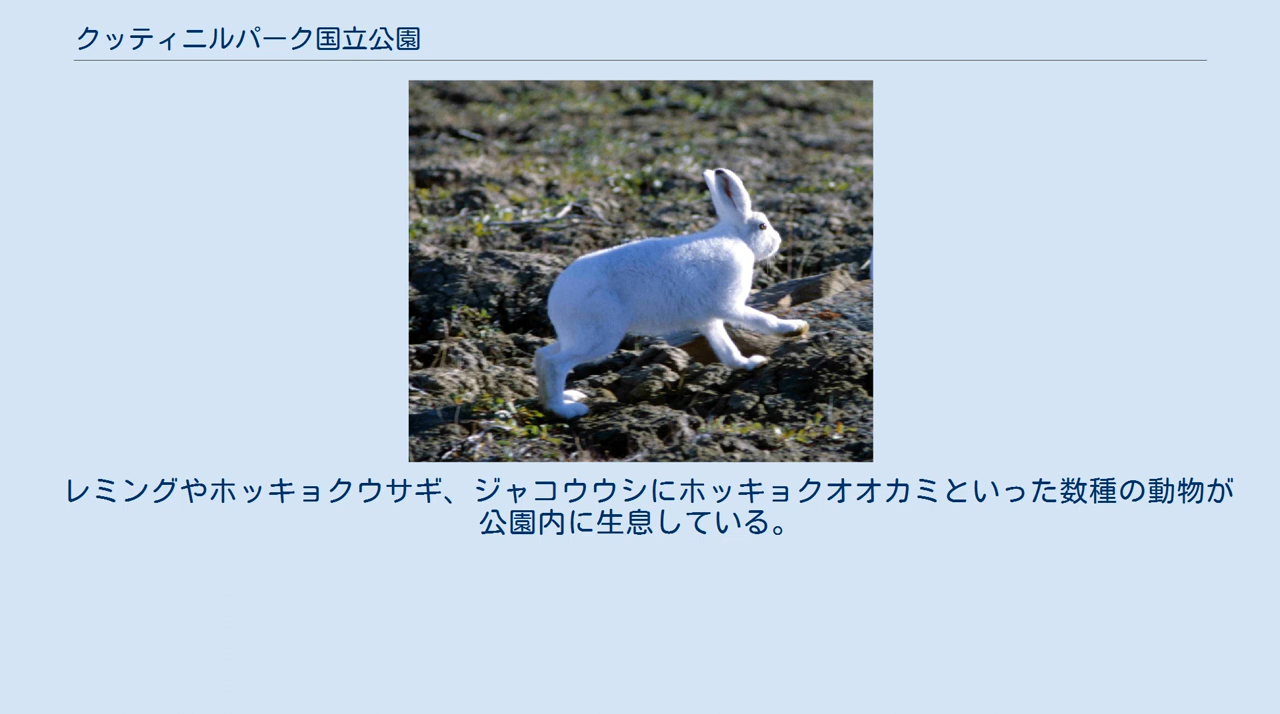 クッティニルパーク国立公園
レミングやホッキョクウサギ、ジャコウウシにホッキョクオオカミといった数種の動物が
公園内に生息している。